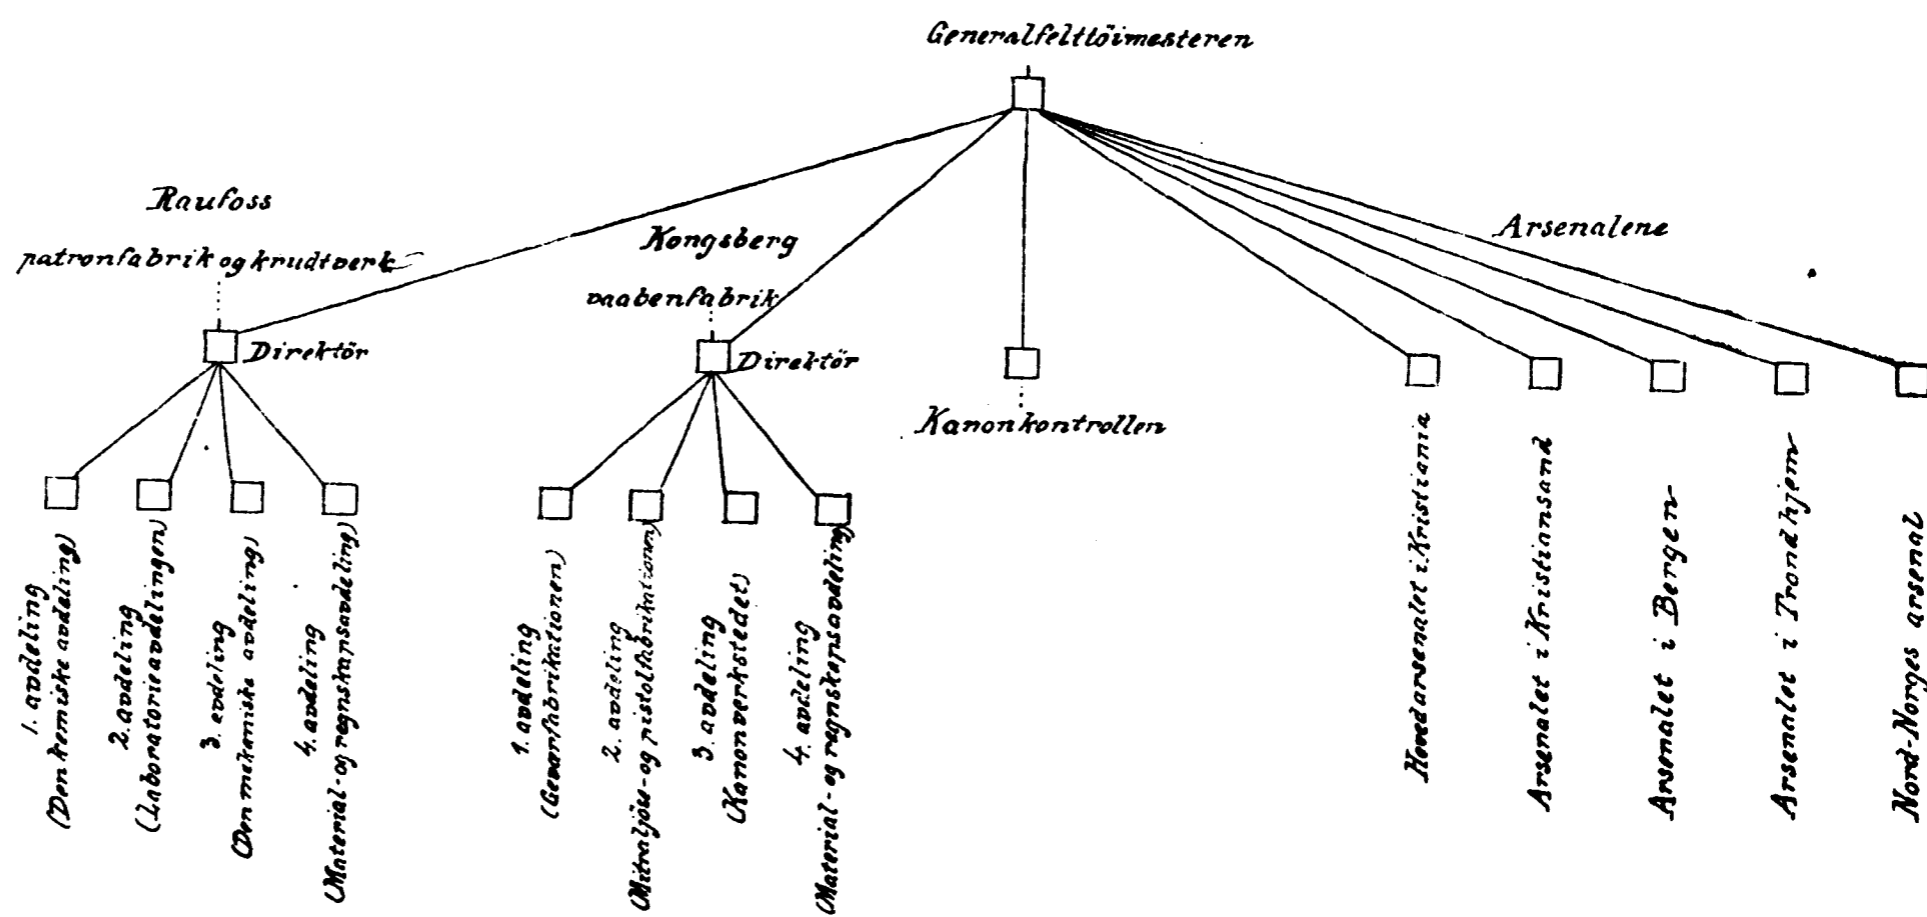 Generalfelttöimesteren
Raufoss
patronfabrik og krudtverk
Direktör
1. avdeling
(Den kemiske avdeling)
2. avdeling
(Laboratorieavdelingen)
3. avdeling
(Den mekaniske avdeling)
4. avdeling
(Material- og regnskapsavdeling)
Kongsberg
vaabenfabrik
Direktör
1. avdeling
(Geværfabrikationen)
2. avdeling
(Mitraljöse- og pistolfabrikationen)
3. avdeling
(Kanonverkstedet)
4. avdeling
(Material- og regnskapsavdeling)
Kanonkontrollen
Arsenalene
Hovedarsenalet i Kristiania
Arsenalet i Kristiansand
Arsenalet i Bergen
Arsenalet i Trondhjem
Nord-Norges arsenal